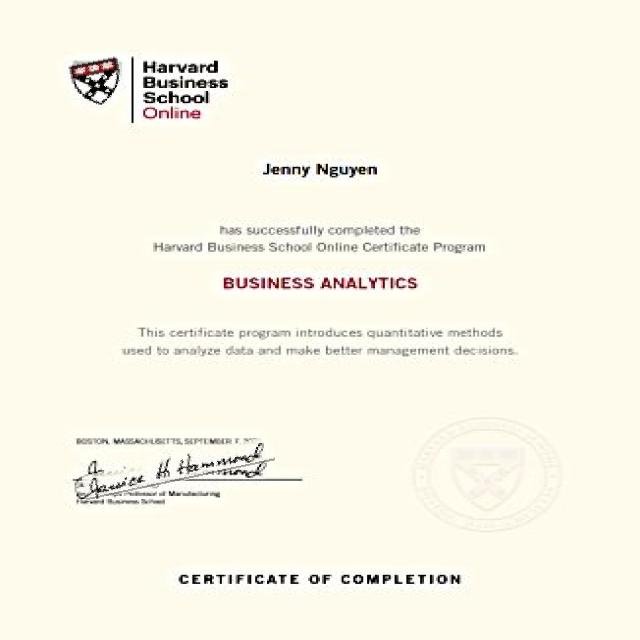 Harvard
Business
School
Online
Jenny Nguyen
has successfully completed the
Harvard Business School Online Certificate Program
BUSINESS ANALYTICS
This certificate program introduces quantitative methods
used to analyze data and make better management decisions.
BOSTON, MASSACHUSETTS, SEPTEMBER 7,
Janice H Hammond
Professor of Manufacturing
Harvard Business School
CERTIFICATE OF COMPLETION